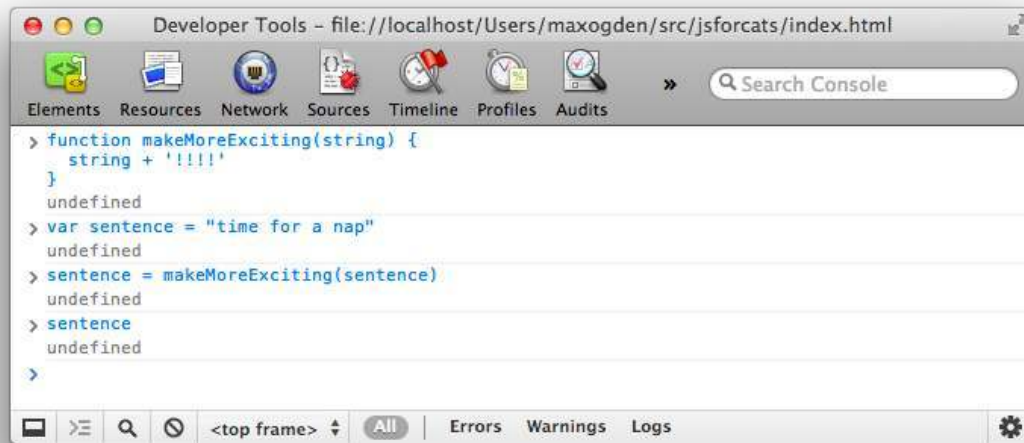 Developer Tools – file://localhost/Users/maxogden/src/jsforcats/index.html
Elements Resources Network Sources Timeline Profiles Audits » Search Console
> function makeMoreExciting(string) {
string + '!!!!'
}
undefined
> var sentence = "time for a nap"
undefined
> sentence = makeMoreExciting(sentence)
undefined
> sentence
undefined
>
<top frame> All Errors Warnings Logs